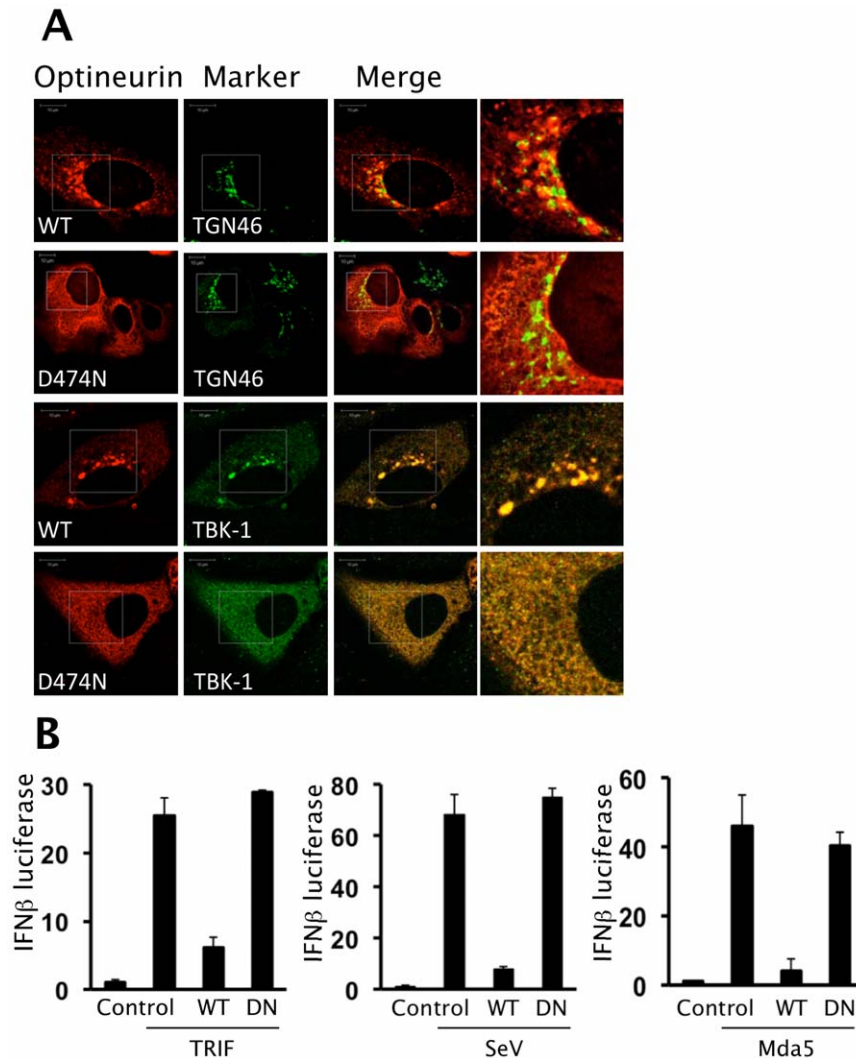 A
Optineurin Marker Merge
WT TGN46
D474N TGN46
WT TBK-1
D474N TBK-1
B
IFNβ luciferase
30
20
10
0
Control WT DN
TRIF
IFNβ luciferase
80
60
40
20
0
Control WT DN
SeV
IFNβ luciferase
60
40
20
0
Control WT DN
Mda5